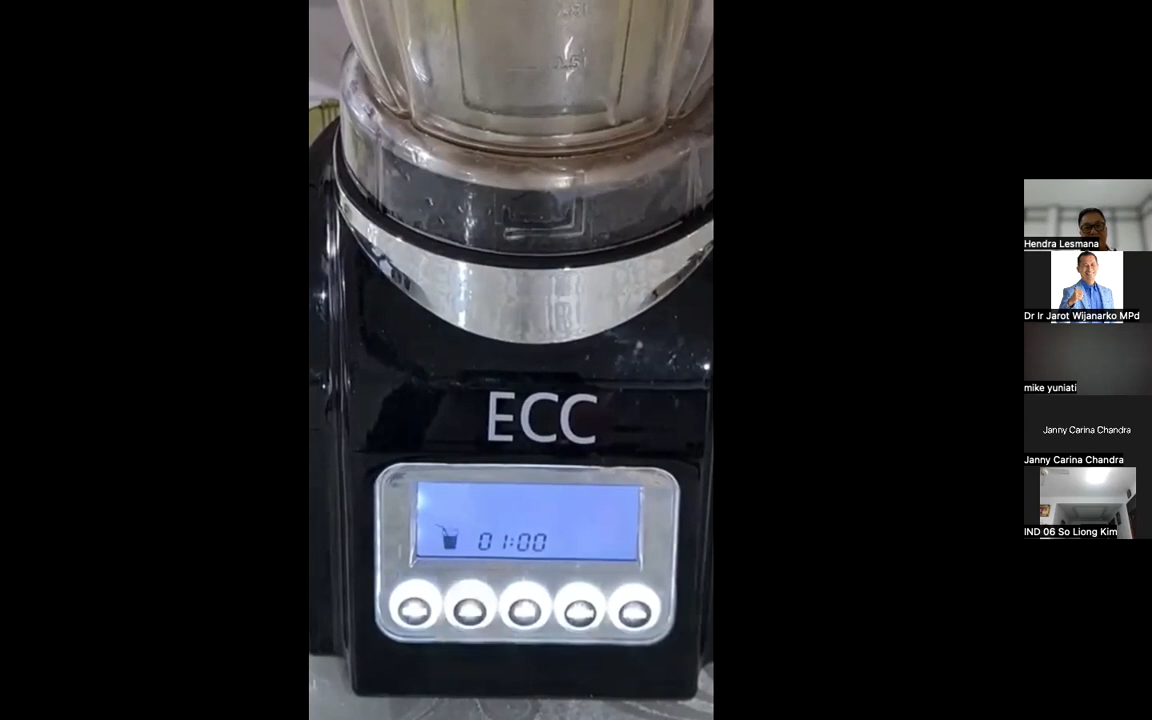 ECC
01:00
Hendra Lesmana
Dr Ir Jarot Wijanarko MPd
mike yuniati
Janny Carina Chandra
Janny Carina Chandra
IND 06 So Liong Kim